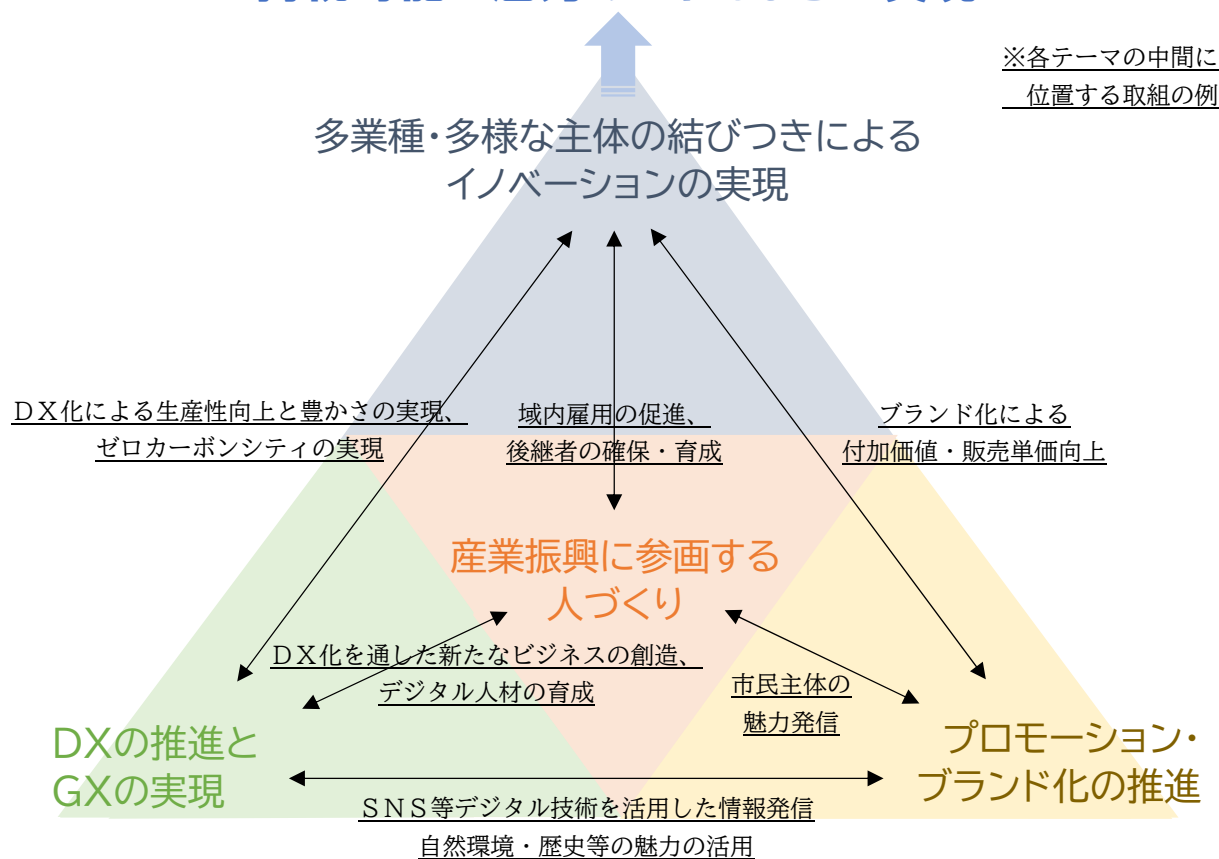 ※各テーマの中間に
位置する取組の例
多業種・多様な主体の結びつきによる
イノベーションの実現
ＤＸ化による生産性向上と豊かさの実現、
ゼロカーボンシティの実現
域内雇用の促進、
後継者の確保・育成
ブランド化による
付加価値・販売単価向上
産業振興に参画する
人づくり
ＤＸ化を通した新たなビジネスの創造、
デジタル人材の育成
市民主体の
魅力発信
DXの推進と
GXの実現
プロモーション・
ブランド化の推進
ＳＮＳ等デジタル技術を活用した情報発信
自然環境・歴史等の魅力の活用